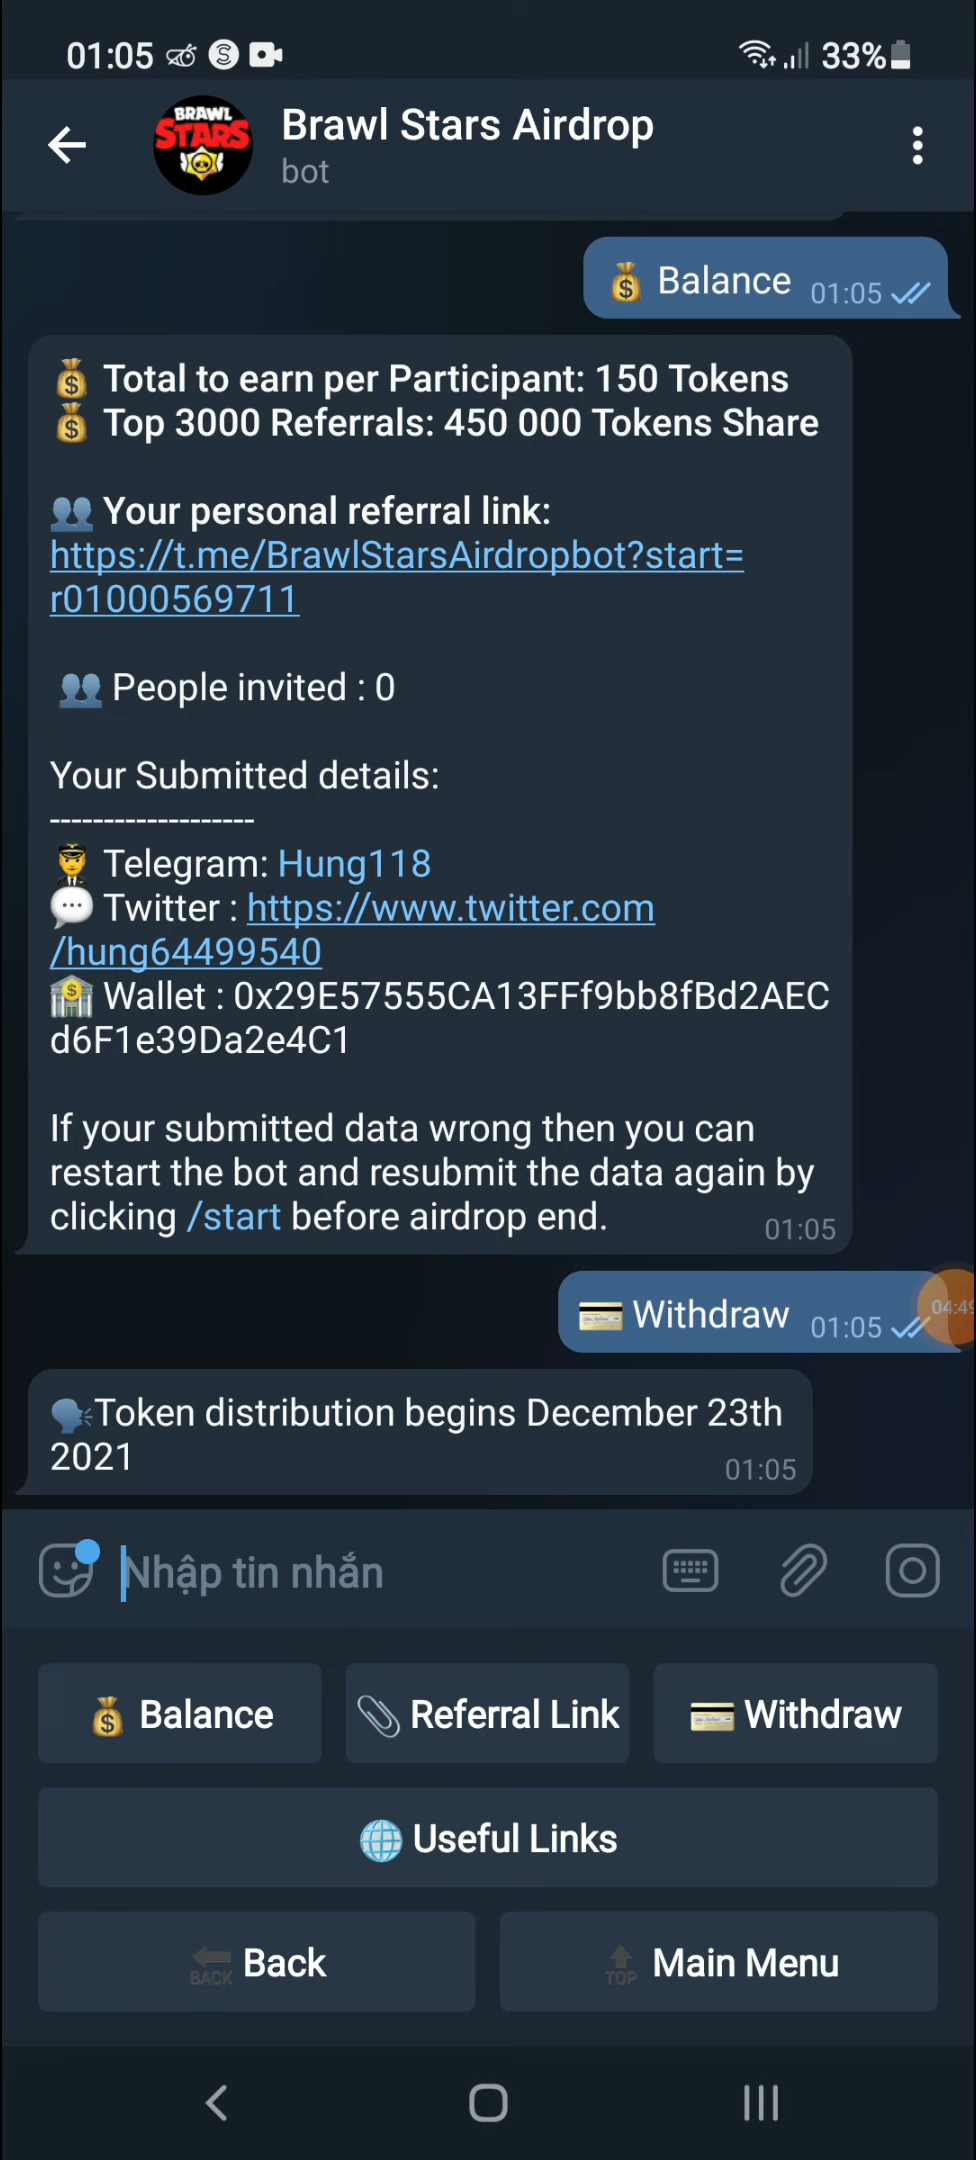 01:05
33%
BRAWL
STARS
Brawl Stars Airdrop
bot
💰 Balance 01:05
💰 Total to earn per Participant: 150 Tokens
💰 Top 3000 Referrals: 450 000 Tokens Share
👥 Your personal referral link:
https://t.me/BrawlStarsAirdropbot?start=
r01000569711
👥 People invited : 0
Your Submitted details:
-------------------
Telegram: Hung118
💬 Twitter : https://www.twitter.com
/hung64499540
🏦 Wallet : 0x29E57555CA13FFf9bb8fBd2AEC
d6F1e39Da2e4C1
If your submitted data wrong then you can
restart the bot and resubmit the data again by
clicking /start before airdrop end.
01:05
💳 Withdraw 01:05
04:49
🗣Token distribution begins December 23th
2021
01:05
Nhập tin nhắn
💰 Balance
📎 Referral Link
💳 Withdraw
🌐 Useful Links
BACK Back
TOP Main Menu